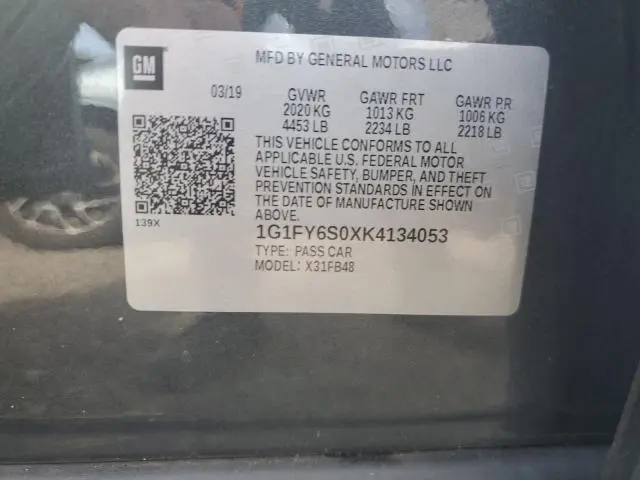 GM
MFD BY GENERAL MOTORS LLC
03/19 GVWR GAWR FRT GAWR RR
2020 KG 1013 KG 1006 KG
4453 LB 2234 LB 2218 LB
THIS VEHICLE CONFORMS TO ALL
APPLICABLE U.S. FEDERAL MOTOR
VEHICLE SAFETY, BUMPER, AND THEFT
PREVENTION STANDARDS IN EFFECT ON
THE DATE OF MANUFACTURE SHOWN
ABOVE.
139X
1G1FY6S0XK4134053
TYPE: PASS CAR
MODEL: X31FB48